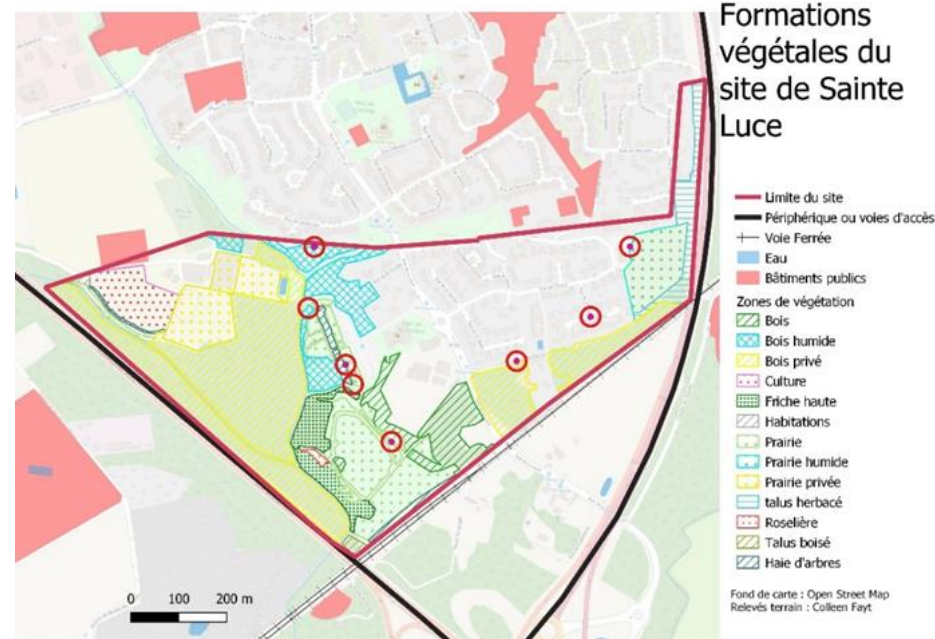 Formations
végétales du
site de Sainte
Luce
Limite du site
Périphérique ou voies d'accès
Voie Ferrée
Eau
Bâtiments publics
Zones de végétation
Bois
Bois humide
Bois privé
Culture
Friche haute
Habitations
Prairie
Prairie humide
Prairie privée
talus herbacé
Roselière
Talus boisé
Haie d'arbres
0 100 200 m
Fond de carte : Open Street Map
Relevés terrain : Colleen Fayt